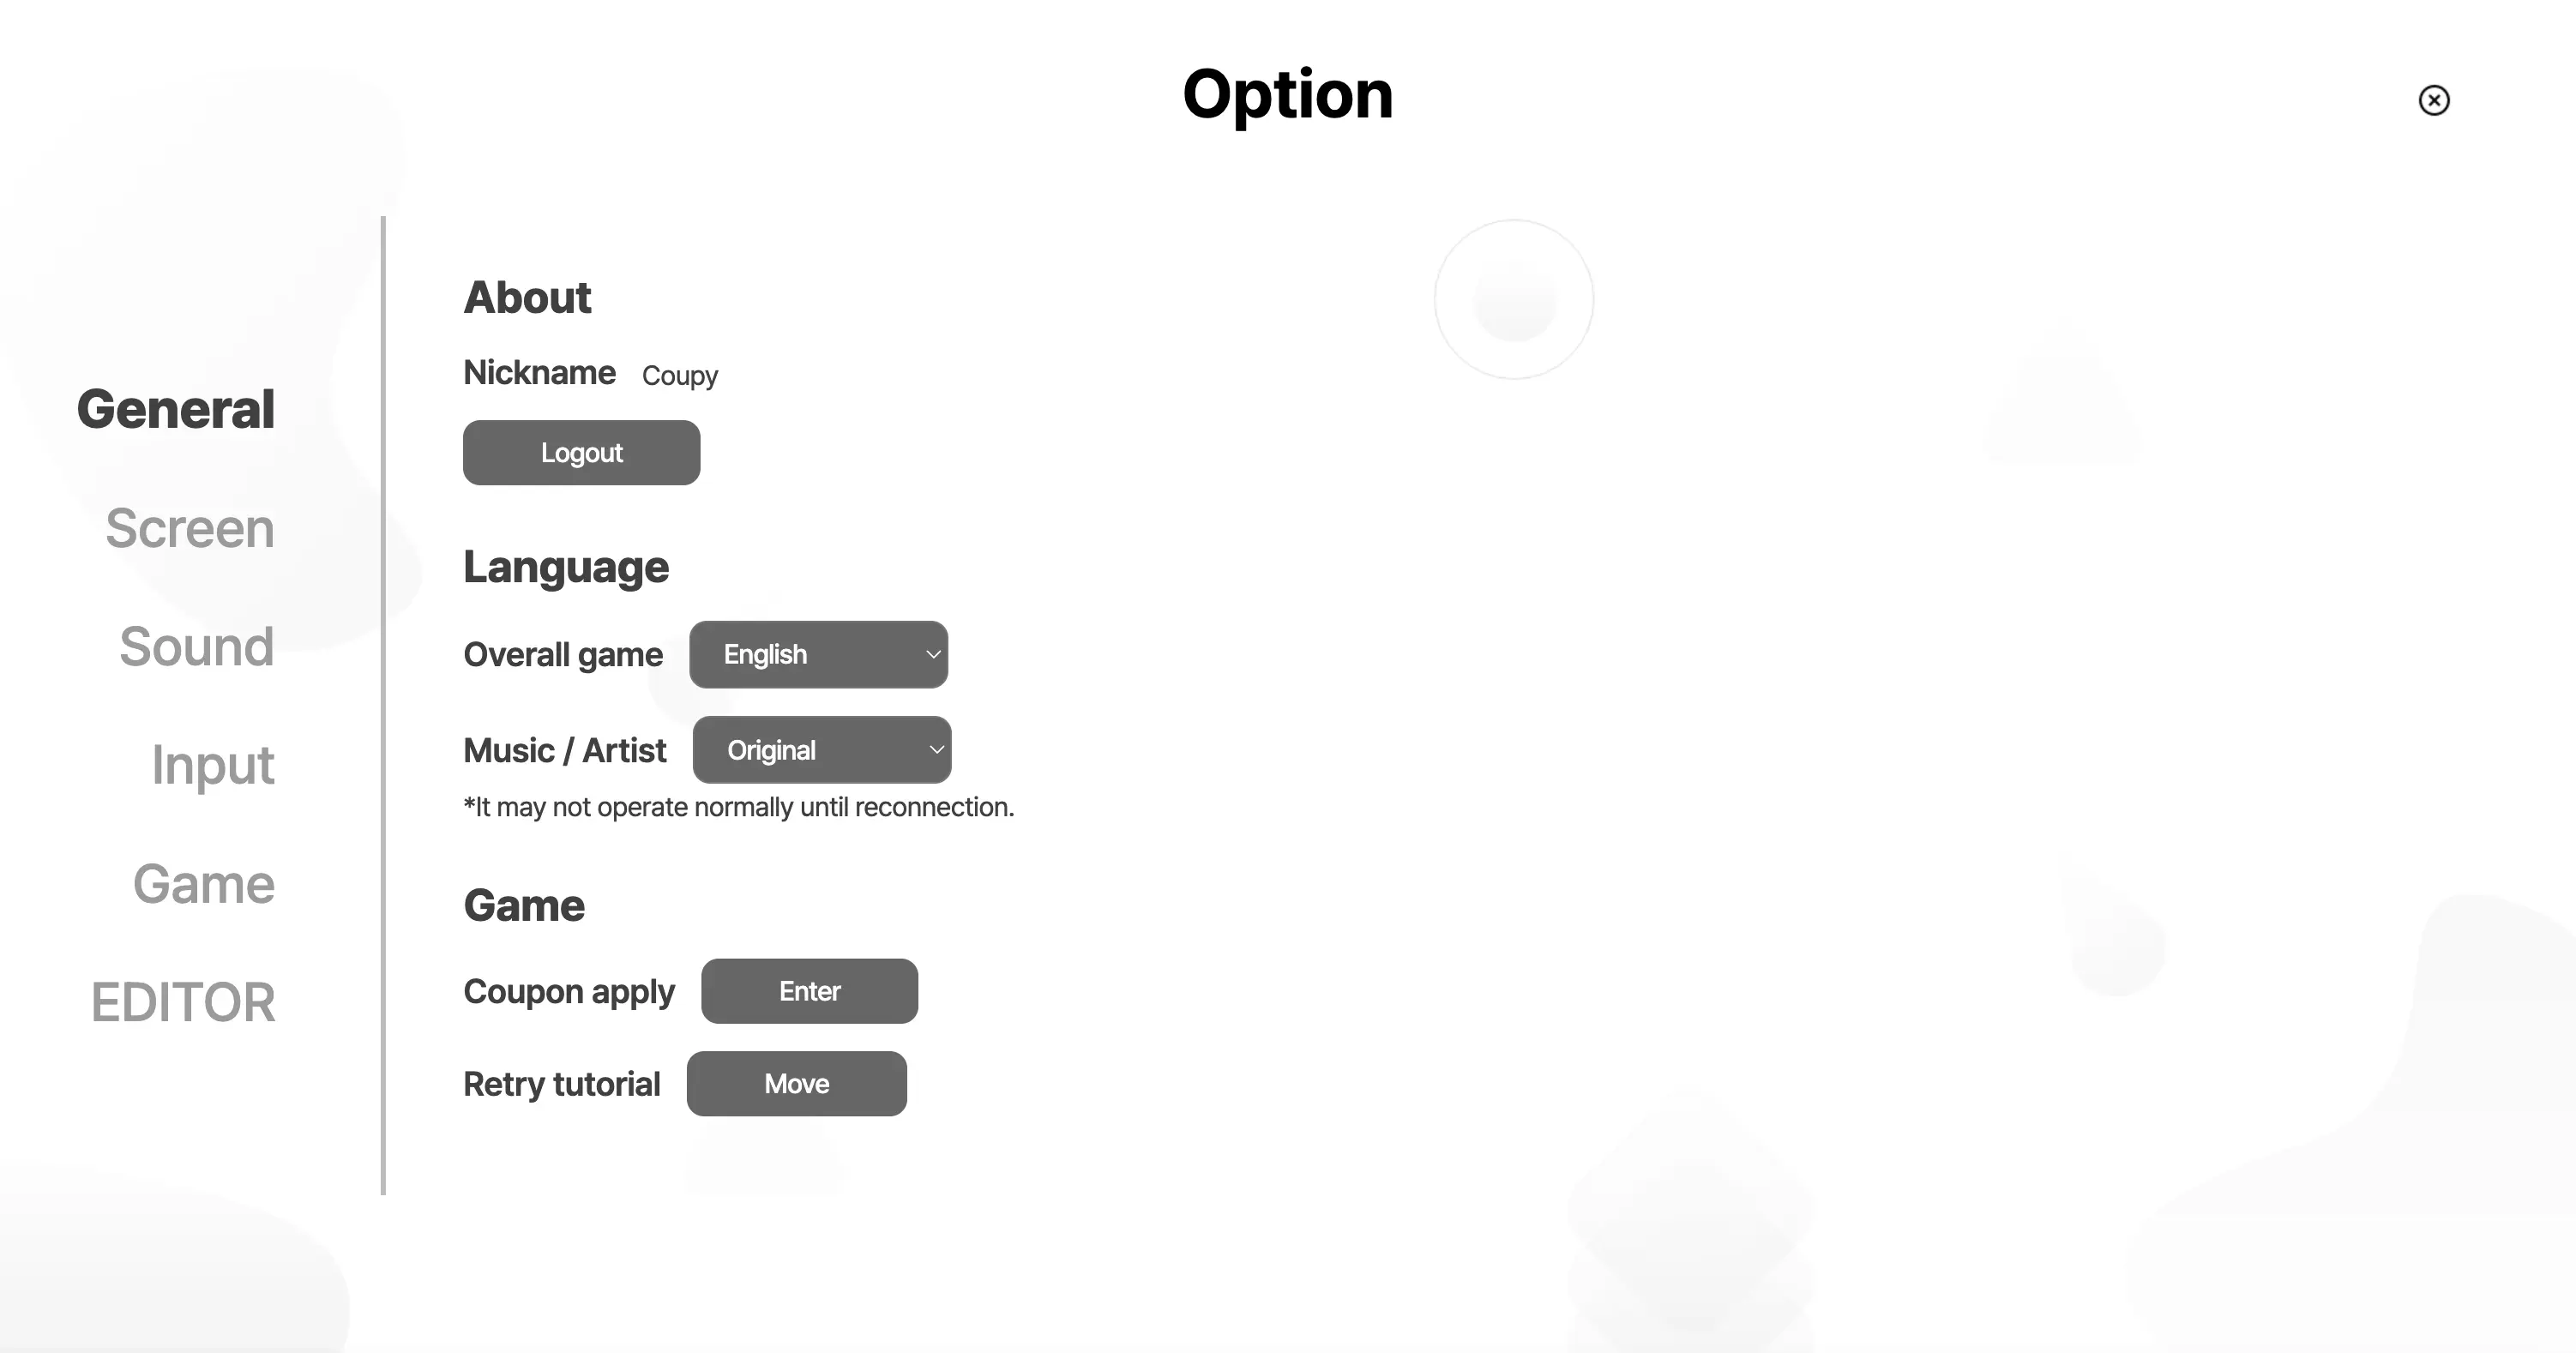 Option
General
Screen
Sound
Input
Game
EDITOR
About
Nickname Coupy
Logout
Language
Overall game English
Music / Artist Original
*It may not operate normally until reconnection.
Game
Coupon apply Enter
Retry tutorial Move